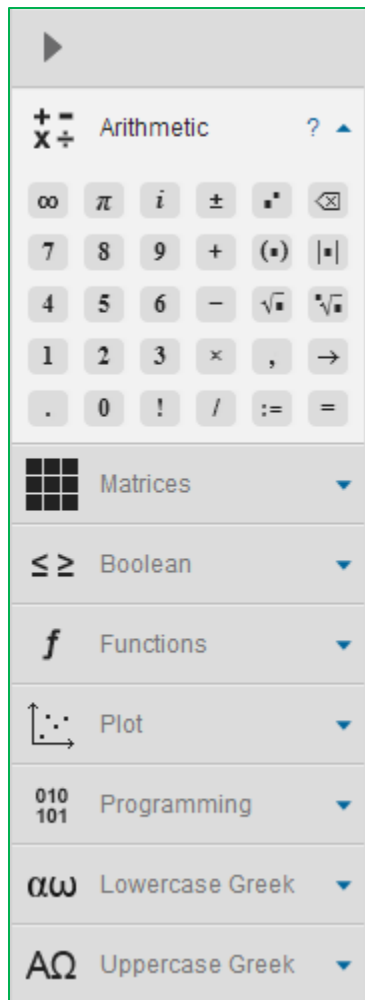 + - × ÷ Arithmetic ?
∞ π i ± ▪˙ ⌫
7 8 9 + (▪) |▪|
4 5 6 − √▪ ▪√▪
1 2 3 × , →
. 0 ! / := =
Matrices
≤ ≥ Boolean
f Functions
Plot
010
101 Programming
αω Lowercase Greek
ΑΩ Uppercase Greek